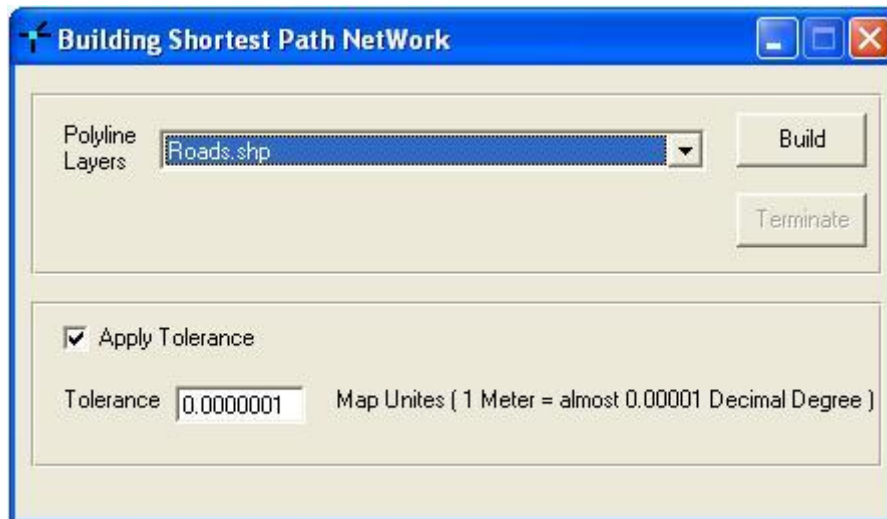 Building Shortest Path NetWork
Polyline
Layers
Roads.shp
Build
Terminate
Apply Tolerance
Tolerance 0.0000001 Map Unites ( 1 Meter = almost 0.00001 Decimal Degree )